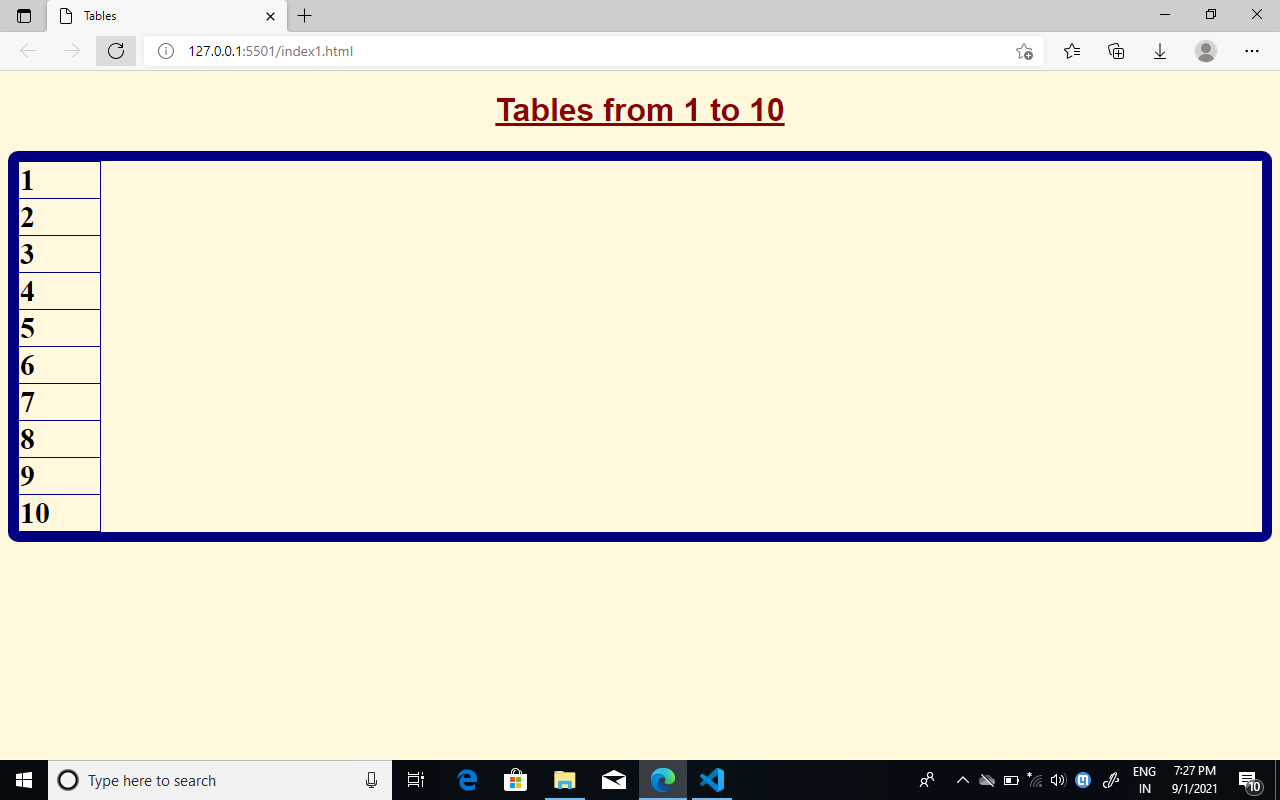 Tables
127.0.0.1:5501/index1.html
Tables from 1 to 10
1
2
3
4
5
6
7
8
9
10
Type here to search
ENG
IN
7:27 PM
9/1/2021
10